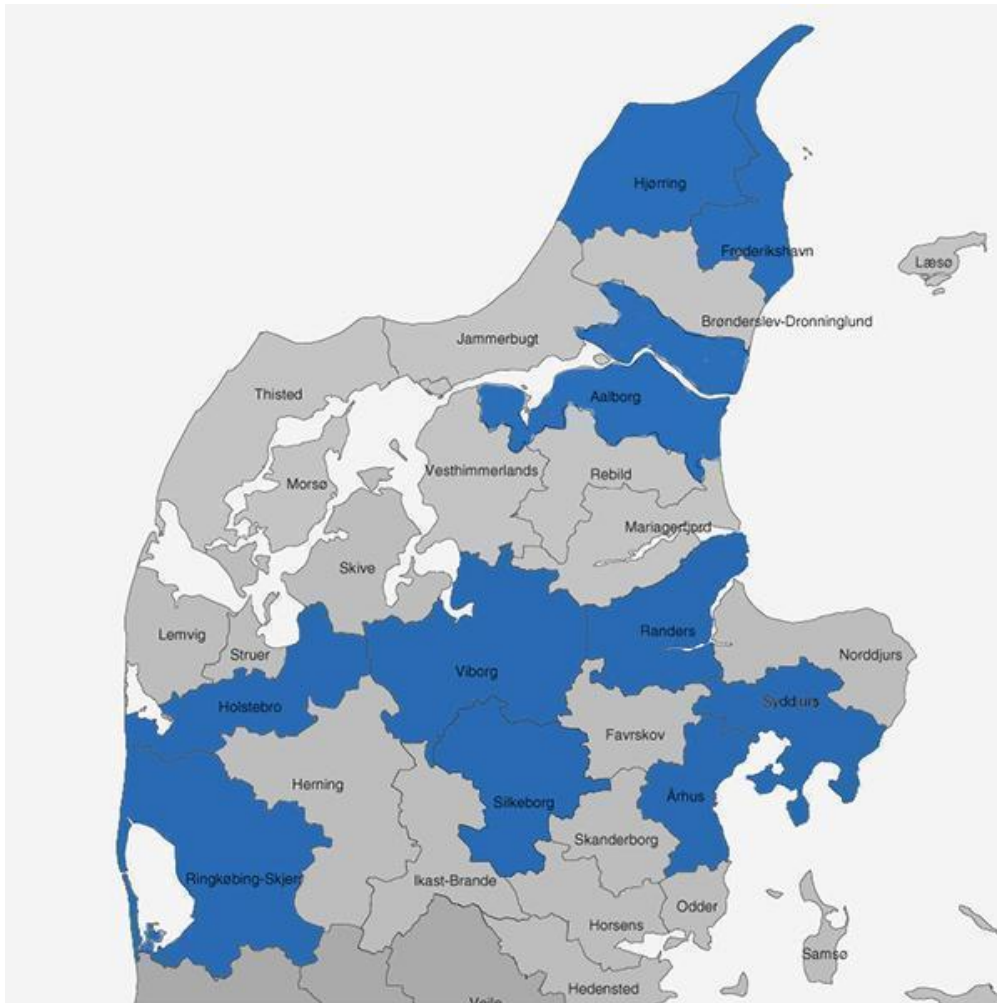 Hjørring
Frederikshavn
Læsø
Brønderslev-Dronninglund
Jammerbugt
Thisted
Aalborg
Vesthimmerlands
Rebild
Morsø
Mariagerfjord
Skive
Lemvig
Struer
Randers
Norddjurs
Viborg
Holstebro
Syddjurs
Favrskov
Herning
Århus
Silkeborg
Skanderborg
Ringkøbing-Skjern
Ikast-Brande
Odder
Horsens
Samsø
Hedensted